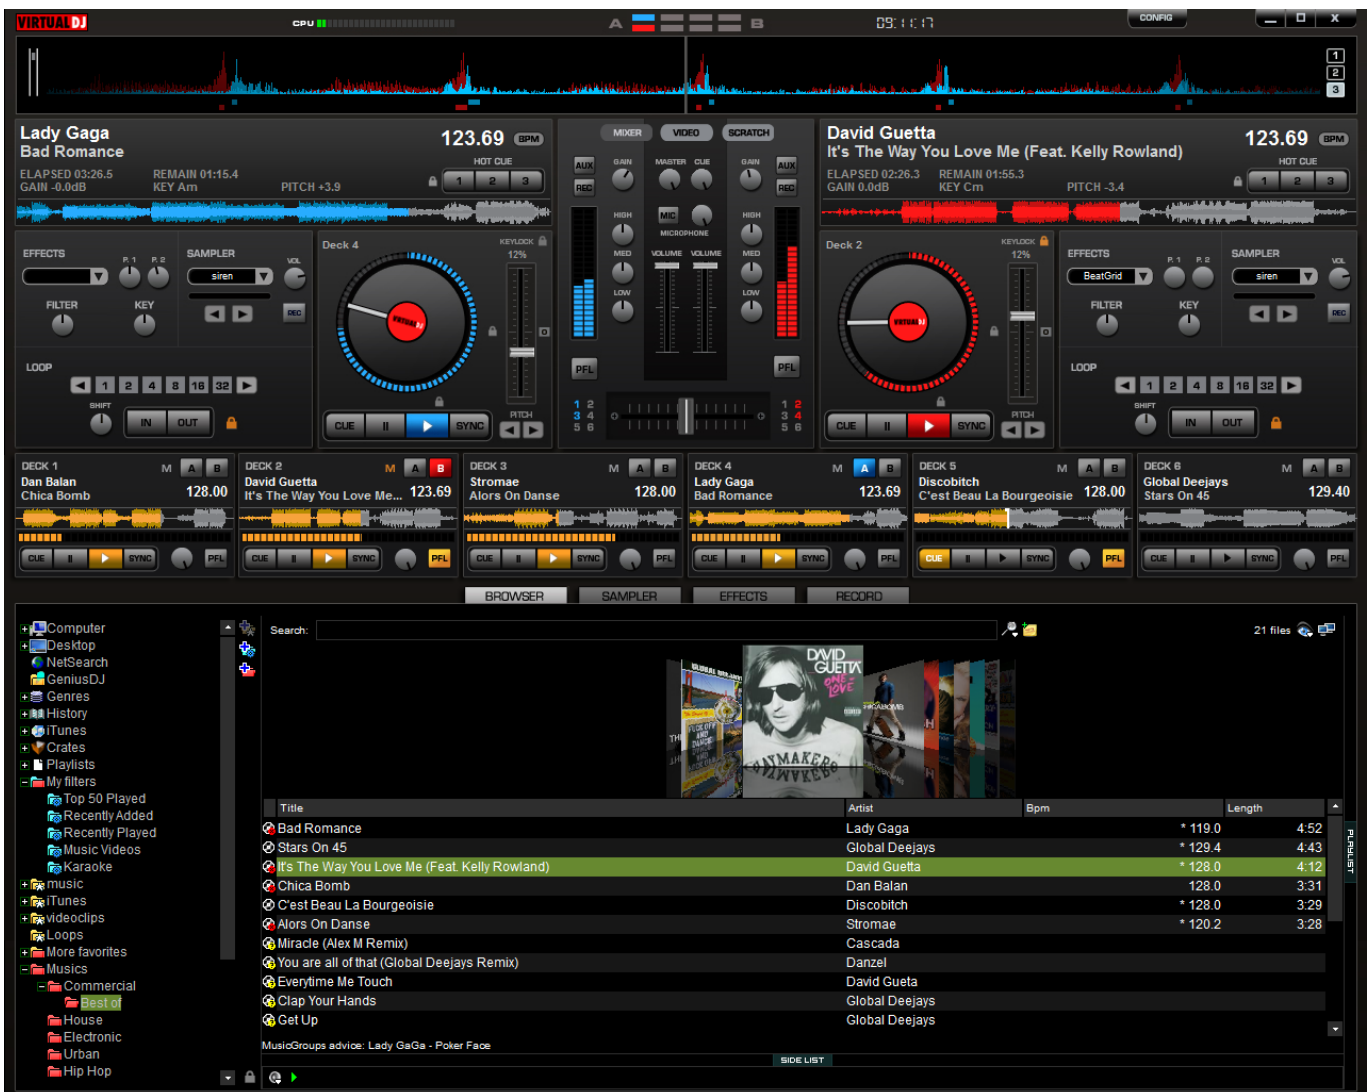 VIRTUAL DJ
CPU
A
B
09:11:17
CONFIG
X
1
2
3
Lady Gaga
Bad Romance
123.69 BPM
HOT CUE
ELAPSED 03:26.5 REMAIN 01:15.4
GAIN -0.0dB KEY Am PITCH +3.9
1 2 3
MIXER VIDEO SCRATCH
AUX GAIN MASTER CUE GAIN AUX
REC REC
HIGH MIC HIGH
MICROPHONE
MED VOLUME VOLUME MED
LOW LOW
PFL PFL
1 2 1 2
3 4 3 4
5 6 5 6
David Guetta
It's The Way You Love Me (Feat. Kelly Rowland)
123.69 BPM
HOT CUE
ELAPSED 02:26.3 REMAIN 01:55.3
GAIN 0.0dB KEY Cm PITCH -3.4
1 2 3
EFFECTS P. 1 P. 2 SAMPLER VOL
siren
FILTER KEY REC
LOOP
1 2 4 8 16 32
SHIFT
IN OUT
Deck 4
KEYLOCK
12%
VIRTUALDJ
CUE II SYNC
PITCH
Deck 2
KEYLOCK
12%
VIRTUALDJ
CUE II SYNC
PITCH
EFFECTS P. 1 P. 2 SAMPLER VOL
BeatGrid siren
FILTER KEY REC
LOOP
1 2 4 8 16 32
SHIFT
IN OUT
DECK 1 M A B
Dan Balan
Chica Bomb 128.00
CUE II SYNC PFL
DECK 2 M A B
David Guetta
It's The Way You Love Me... 123.69
CUE II SYNC PFL
DECK 3 M A B
Stromae
Alors On Danse 128.00
CUE II SYNC PFL
DECK 4 M A B
Lady Gaga
Bad Romance 123.69
CUE II SYNC PFL
DECK 5 M A B
Discobitch
C'est Beau La Bourgeoisie 128.00
CUE II SYNC PFL
DECK 6 M A B
Global Deejays
Stars On 45 129.40
CUE II SYNC PFL
BROWSER SAMPLER EFFECTS RECORD
Computer
Desktop
NetSearch
GeniusDJ
Genres
History
iTunes
Crates
Playlists
My filters
Top 50 Played
Recently Added
Recently Played
Music Videos
Karaoke
music
iTunes
videoclips
Loops
More favorites
Musics
Commercial
Best of
House
Electronic
Urban
Hip Hop
Search:
21 files
DAVID
GUETTA
ONE LOVE
Title Artist Bpm Length
Bad Romance Lady Gaga * 119.0 4:52
Stars On 45 Global Deejays * 129.4 4:43
It's The Way You Love Me (Feat. Kelly Rowland) David Guetta * 128.0 4:12
Chica Bomb Dan Balan 128.0 3:31
C'est Beau La Bourgeoisie Discobitch * 128.0 3:29
Alors On Danse Stromae * 120.2 3:28
Miracle (Alex M Remix) Cascada
You are all of that (Global Deejays Remix) Danzel
Everytime Me Touch David Gueta
Clap Your Hands Global Deejays
Get Up Global Deejays
PLAYLIST
MusicGroups advice: Lady GaGa - Poker Face
SIDE LIST